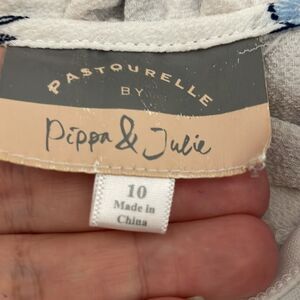 PASTOURELLE
BY
Pippa & Julie
10
Made in
China